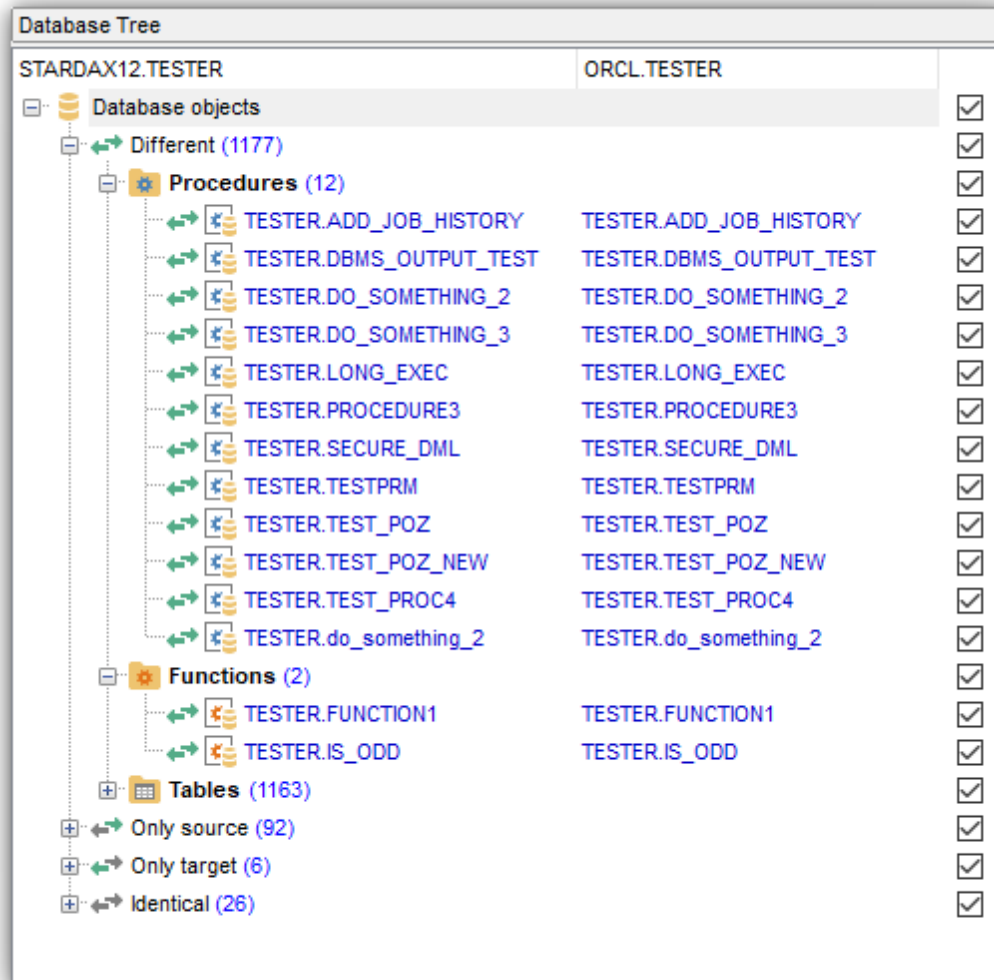 Database Tree
STARDAX12.TESTER ORCL.TESTER
Database objects
Different (1177)
Procedures (12)
TESTER.ADD_JOB_HISTORY TESTER.ADD_JOB_HISTORY
TESTER.DBMS_OUTPUT_TEST TESTER.DBMS_OUTPUT_TEST
TESTER.DO_SOMETHING_2 TESTER.DO_SOMETHING_2
TESTER.DO_SOMETHING_3 TESTER.DO_SOMETHING_3
TESTER.LONG_EXEC TESTER.LONG_EXEC
TESTER.PROCEDURE3 TESTER.PROCEDURE3
TESTER.SECURE_DML TESTER.SECURE_DML
TESTER.TESTPRM TESTER.TESTPRM
TESTER.TEST_POZ TESTER.TEST_POZ
TESTER.TEST_POZ_NEW TESTER.TEST_POZ_NEW
TESTER.TEST_PROC4 TESTER.TEST_PROC4
TESTER.do_something_2 TESTER.do_something_2
Functions (2)
TESTER.FUNCTION1 TESTER.FUNCTION1
TESTER.IS_ODD TESTER.IS_ODD
Tables (1163)
Only source (92)
Only target (6)
Identical (26)